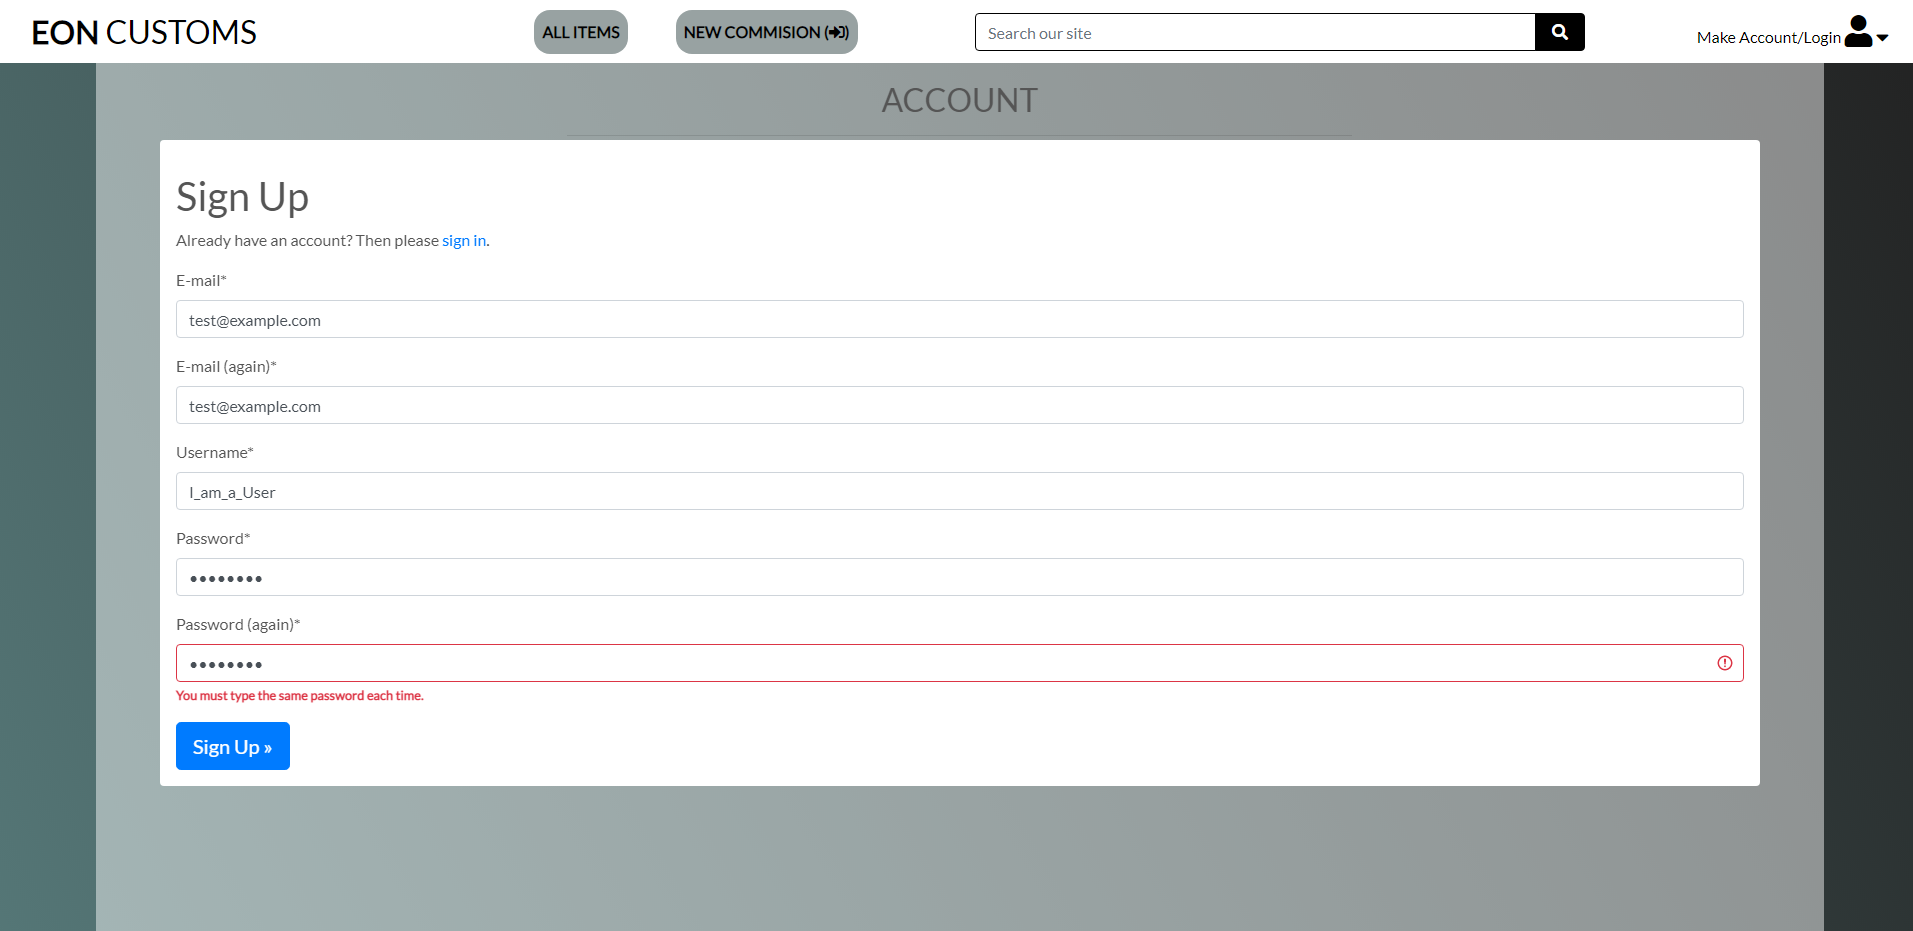 EON CUSTOMS
ALL ITEMS
NEW COMMISION ()
Search our site
Make Account/Login
ACCOUNT
Sign Up
Already have an account? Then please sign in.
E-mail*
test@example.com
E-mail (again)*
test@example.com
Username*
I_am_a_User
Password*
••••••••
Password (again)*
••••••••
You must type the same password each time.
Sign Up »